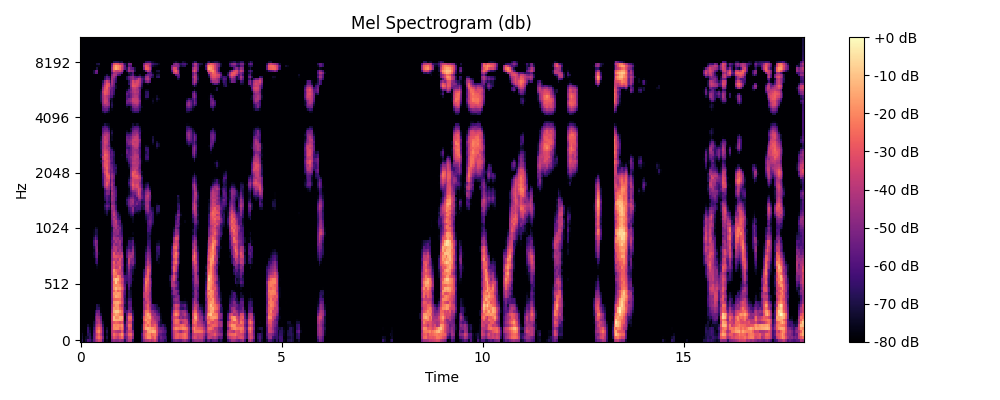 Mel Spectrogram (db)
8192
4096
2048
1024
512
0
Hz
0 5 10 15
Time
+0 dB
-10 dB
-20 dB
-30 dB
-40 dB
-50 dB
-60 dB
-70 dB
-80 dB